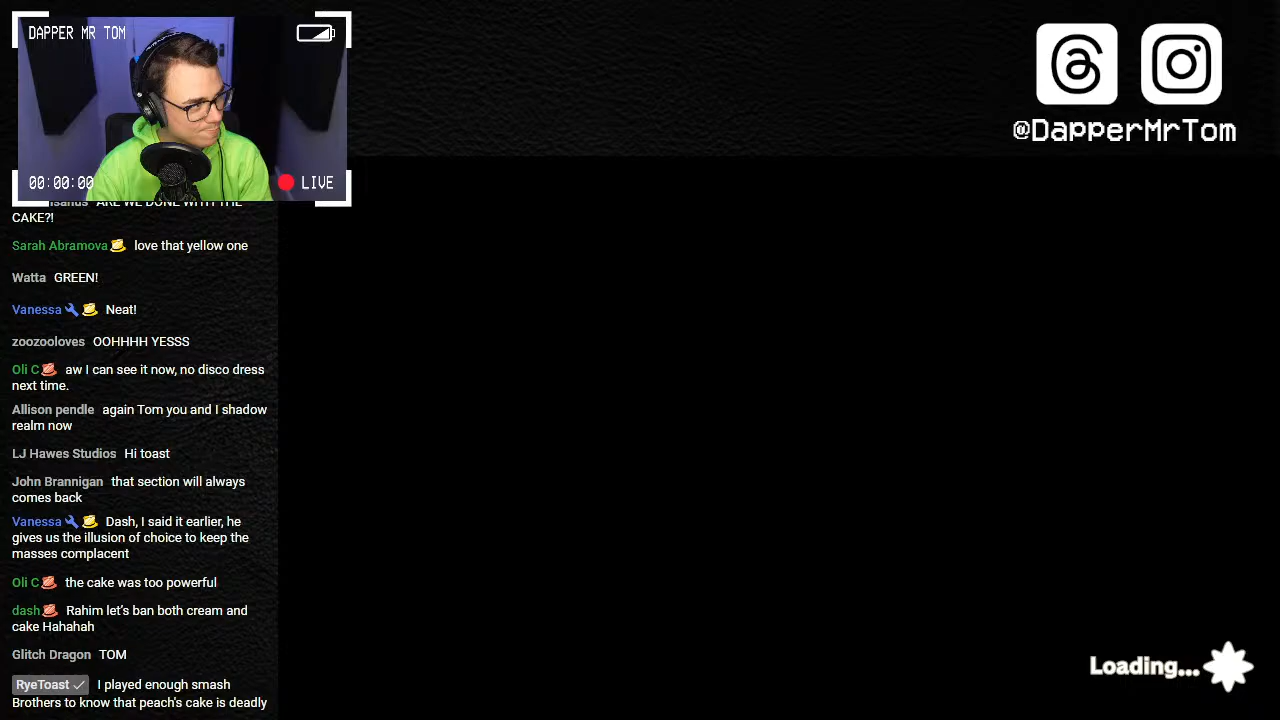 DAPPER MR TOM
00:00:00
LIVE
@DapperMrTom
ARE WE DONE WITH THE
CAKE?!
Sarah Abramova love that yellow one
Watta GREEN!
Vanessa Neat!
zoozooloves OOHHHH YESSS
Oli C aw I can see it now, no disco dress
next time.
Allison pendle again Tom you and I shadow
realm now
LJ Hawes Studios Hi toast
John Brannigan that section will always
comes back
Vanessa Dash, I said it earlier, he
gives us the illusion of choice to keep the
masses complacent
Oli C the cake was too powerful
dash Rahim let's ban both cream and
cake Hahahah
Glitch Dragon TOM
RyeToast I played enough smash
Brothers to know that peach's cake is deadly
Loading...